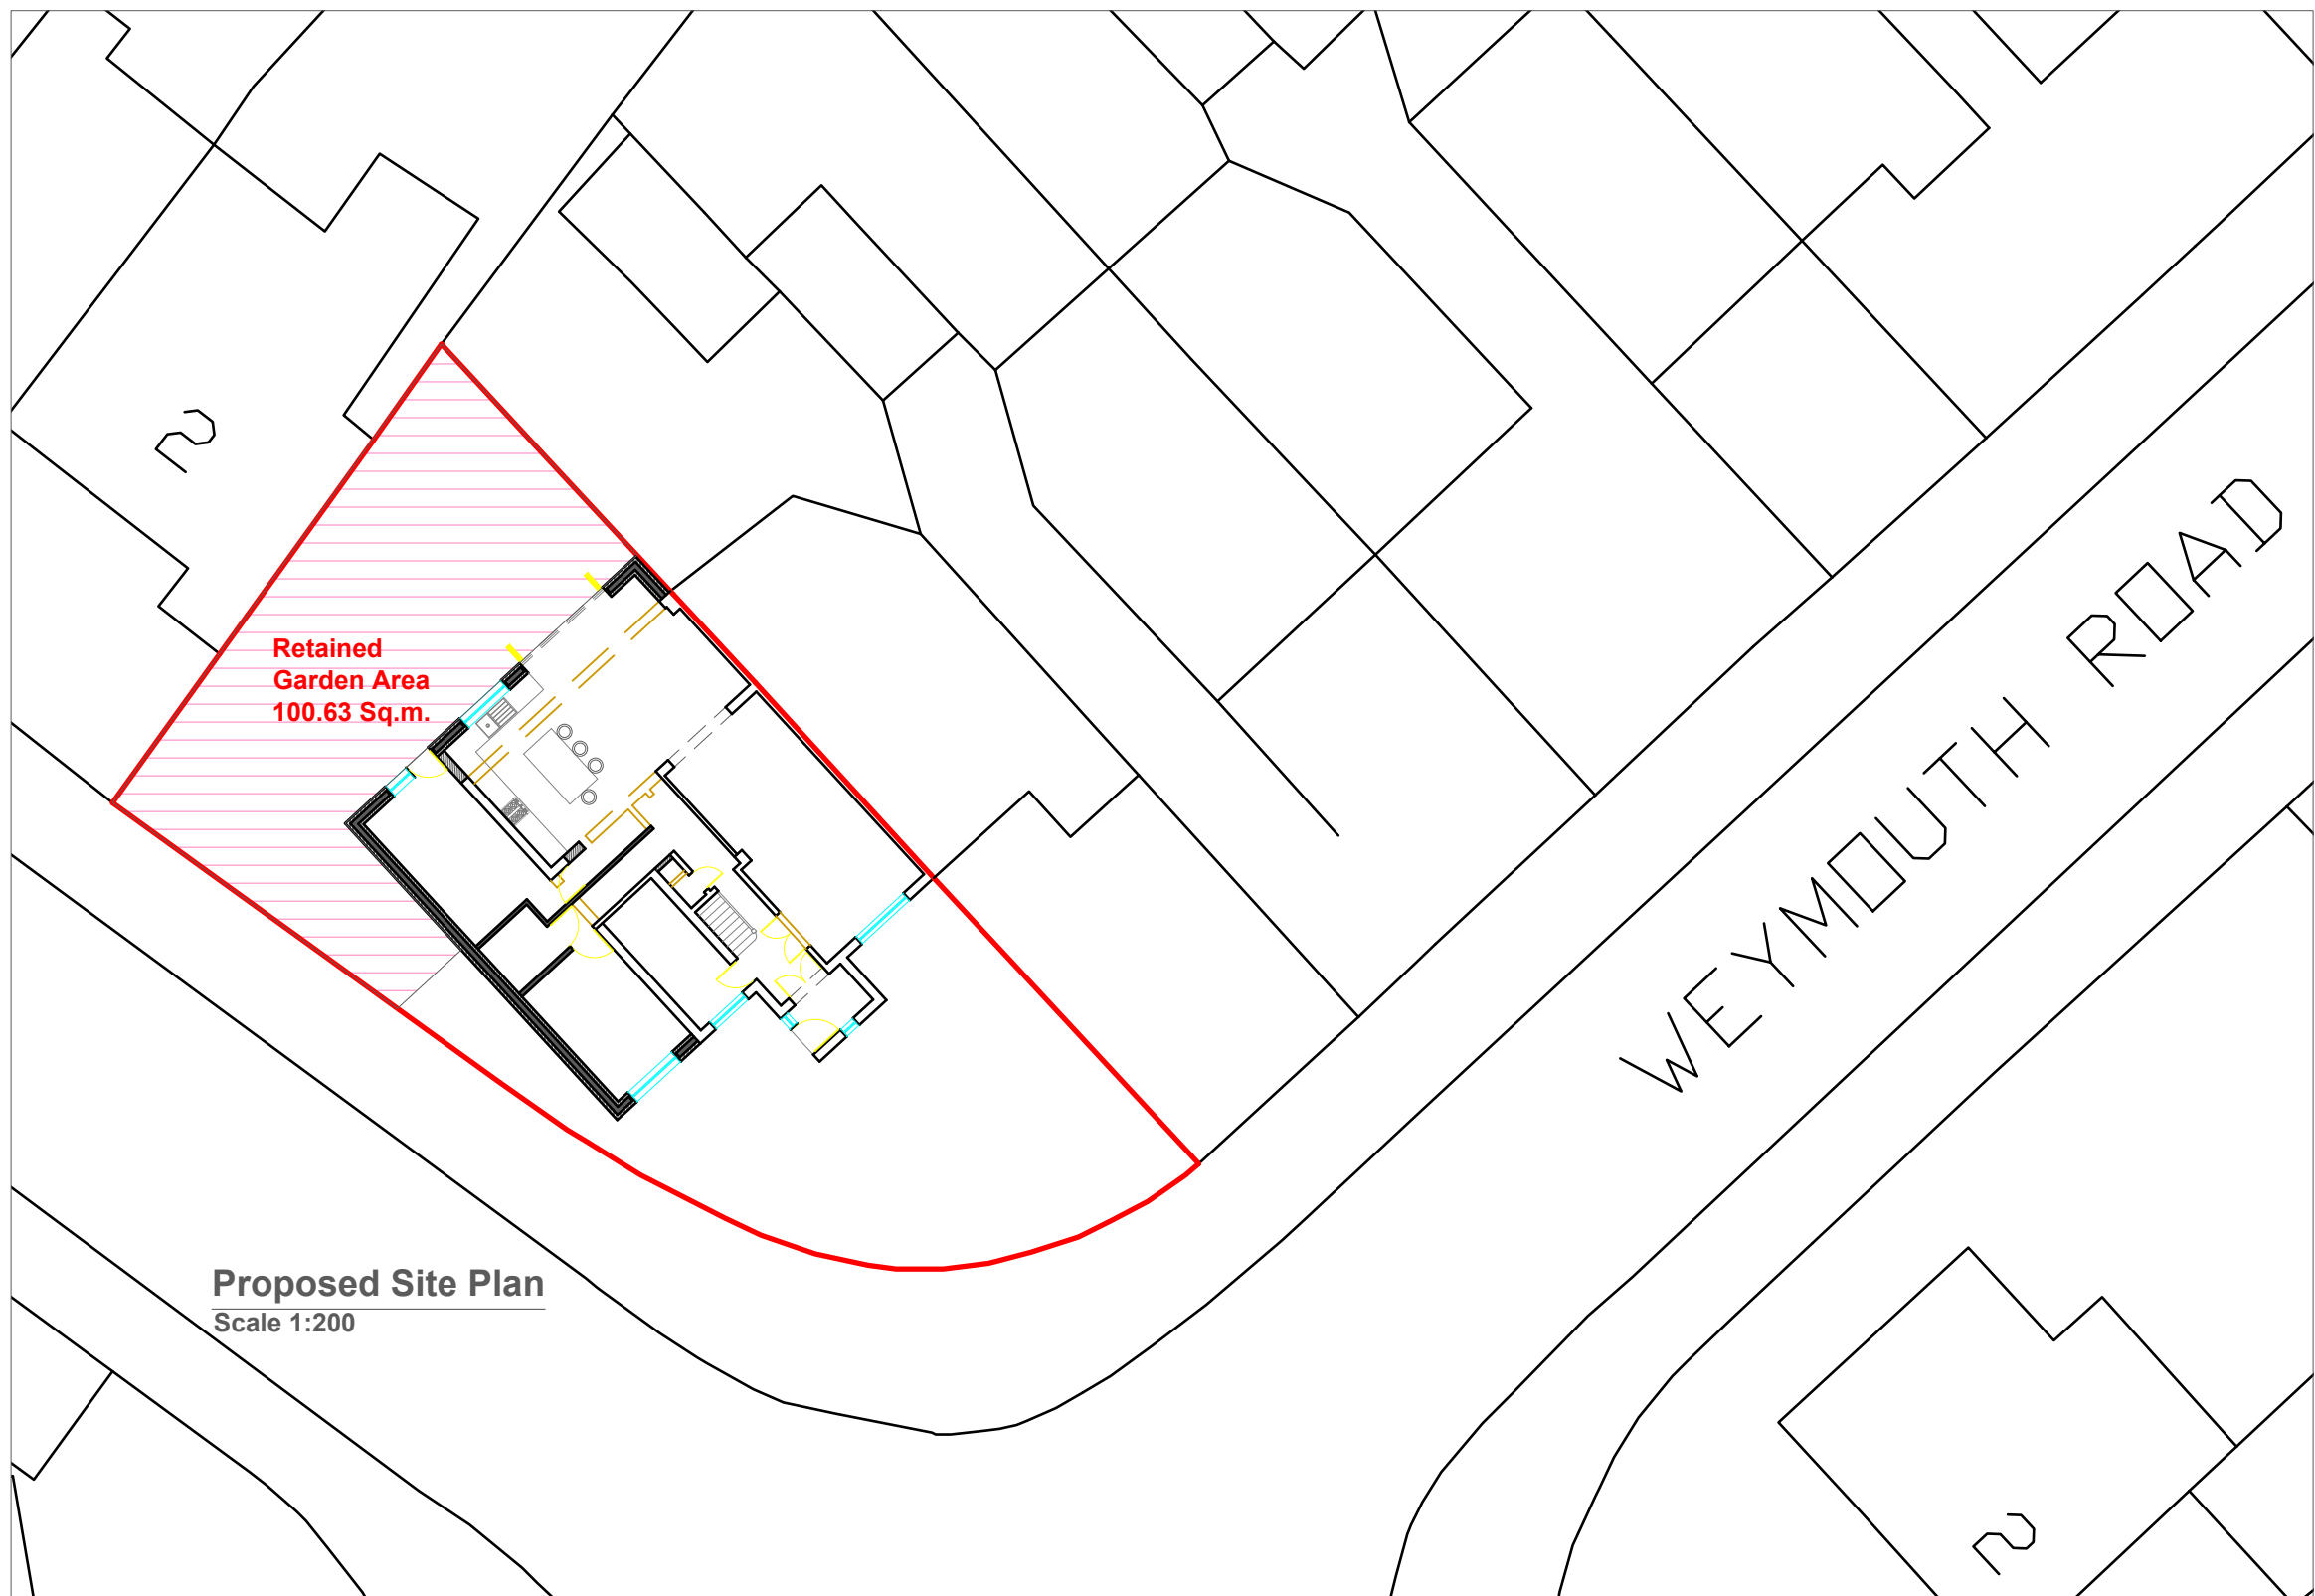 2
Retained
Garden Area
100.63 Sq.m.
WEYMOUTH ROAD
Proposed Site Plan
Scale 1:200
2